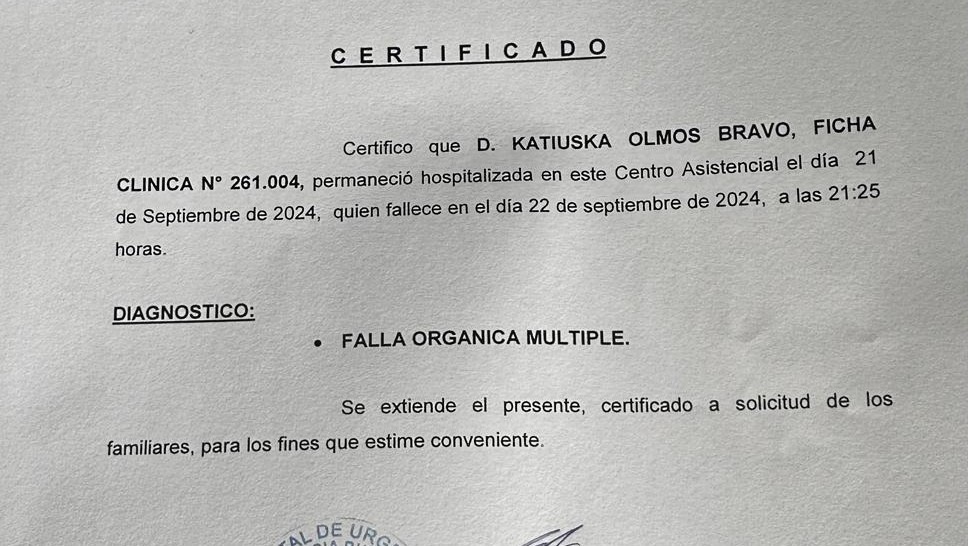 CERTIFICADO
Certifico que D. KATIUSKA OLMOS BRAVO, FICHA
CLINICA N° 261.004, permaneció hospitalizada en este Centro Asistencial el día 21
de Septiembre de 2024, quien fallece en el día 22 de septiembre de 2024, a las 21:25
horas.
DIAGNOSTICO:
• FALLA ORGANICA MULTIPLE.
Se extiende el presente, certificado a solicitud de los
familiares, para los fines que estime conveniente.
DE